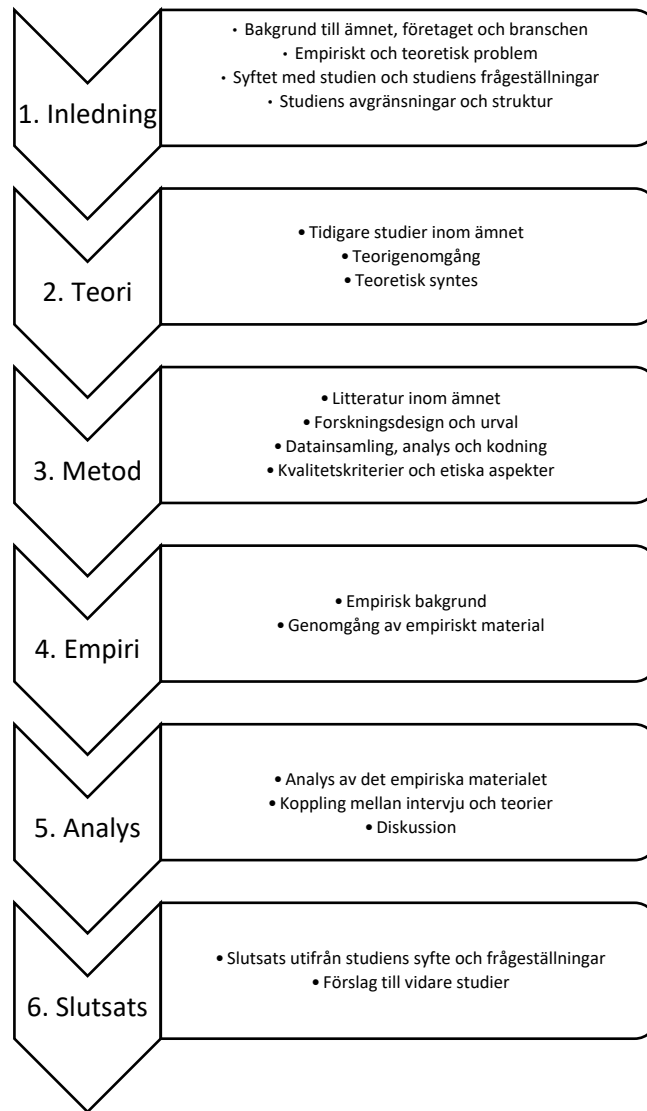 1. Inledning
· Bakgrund till ämnet, företaget och branschen
· Empiriskt och teoretisk problem
· Syftet med studien och studiens frågeställningar
· Studiens avgränsningar och struktur
2. Teori
• Tidigare studier inom ämnet
• Teorigenomgång
• Teoretisk syntes
3. Metod
• Litteratur inom ämnet
• Forskningsdesign och urval
• Datainsamling, analys och kodning
• Kvalitetskriterier och etiska aspekter
4. Empiri
• Empirisk bakgrund
• Genomgång av empiriskt material
5. Analys
• Analys av det empiriska materialet
• Koppling mellan intervju och teorier
• Diskussion
6. Slutsats
• Slutsats utifrån studiens syfte och frågeställningar
• Förslag till vidare studier